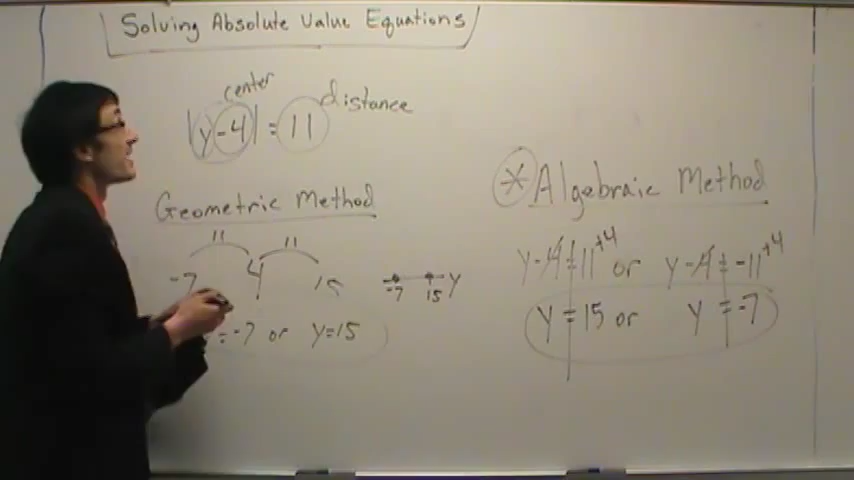 Solving Absolute Value Equations
center
|y-4| = 11 distance
Geometric Method
11 11
-7 4 15
-7 15 y
= -7 or y=15
* Algebraic Method
y-4=11+4 or y-4=-11+4
y=15 or y=-7